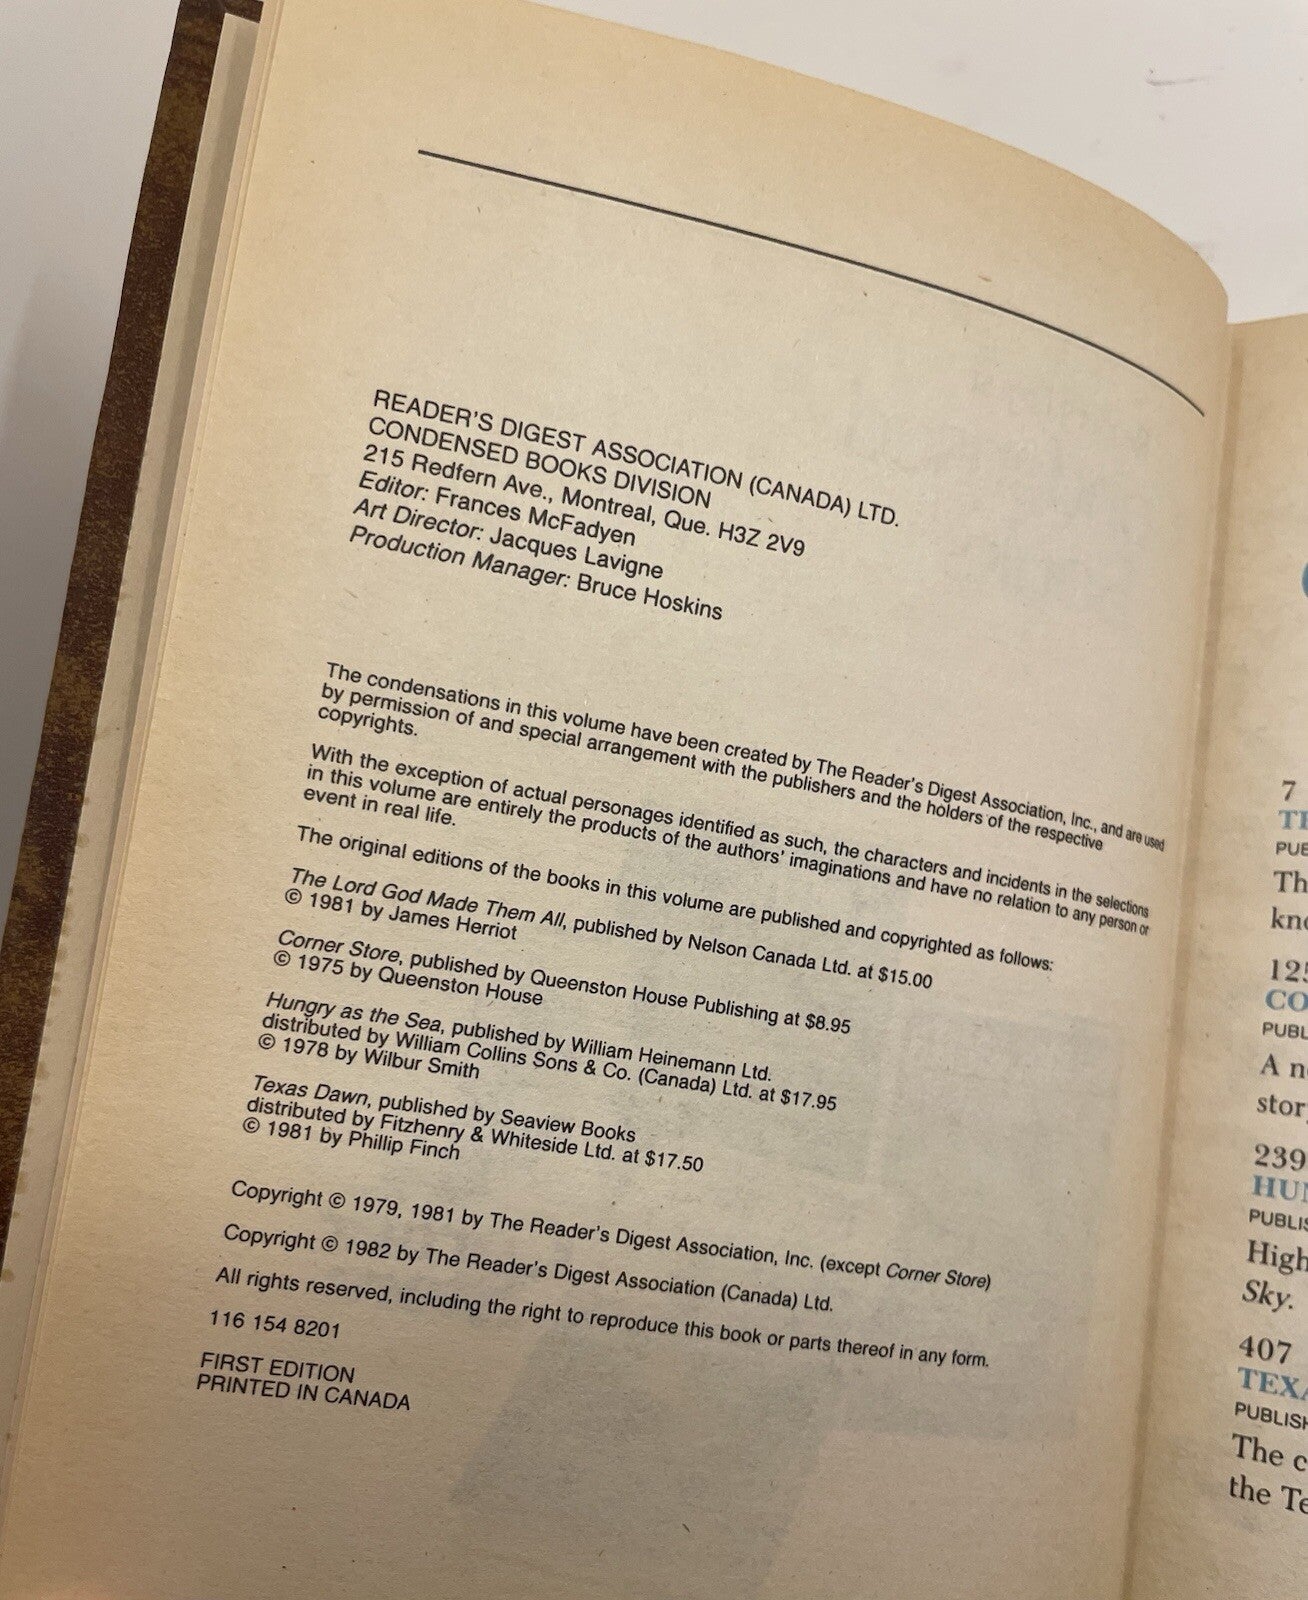 READER'S DIGEST ASSOCIATION (CANADA) LTD.
CONDENSED BOOKS DIVISION
215 Redfern Ave., Montreal, Que. H3Z 2V9
Editor: Frances McFadyen
Art Director: Jacques Lavigne
Production Manager: Bruce Hoskins
The condensations in this volume have been created by The Reader's Digest Association, Inc., and are used
by permission of and special arrangement with the publishers and the holders of the respective
copyrights.
With the exception of actual personages identified as such, the characters and incidents in the selections
in this volume are entirely the products of the authors' imaginations and have no relation to any person or
event in real life.
The original editions of the books in this volume are published and copyrighted as follows:
The Lord God Made Them All, published by Nelson Canada Ltd. at $15.00
© 1981 by James Herriot
Corner Store, published by Queenston House Publishing at $8.95
© 1975 by Queenston House
Hungry as the Sea, published by William Heinemann Ltd.
distributed by William Collins Sons & Co. (Canada) Ltd. at $17.95
© 1978 by Wilbur Smith
Texas Dawn, published by Seaview Books
distributed by Fitzhenry & Whiteside Ltd. at $17.50
© 1981 by Phillip Finch
Copyright © 1979, 1981 by The Reader's Digest Association, Inc. (except Corner Store)
Copyright © 1982 by The Reader's Digest Association (Canada) Ltd.
All rights reserved, including the right to reproduce this book or parts thereof in any form.
116 154 8201
FIRST EDITION
PRINTED IN CANADA
7
PUB
Th
kno
125
CO
PUBL
A n
stor
239
HUN
PUBLIS
High
Sky.
407
TEXA
PUBLISH
The c
the Te